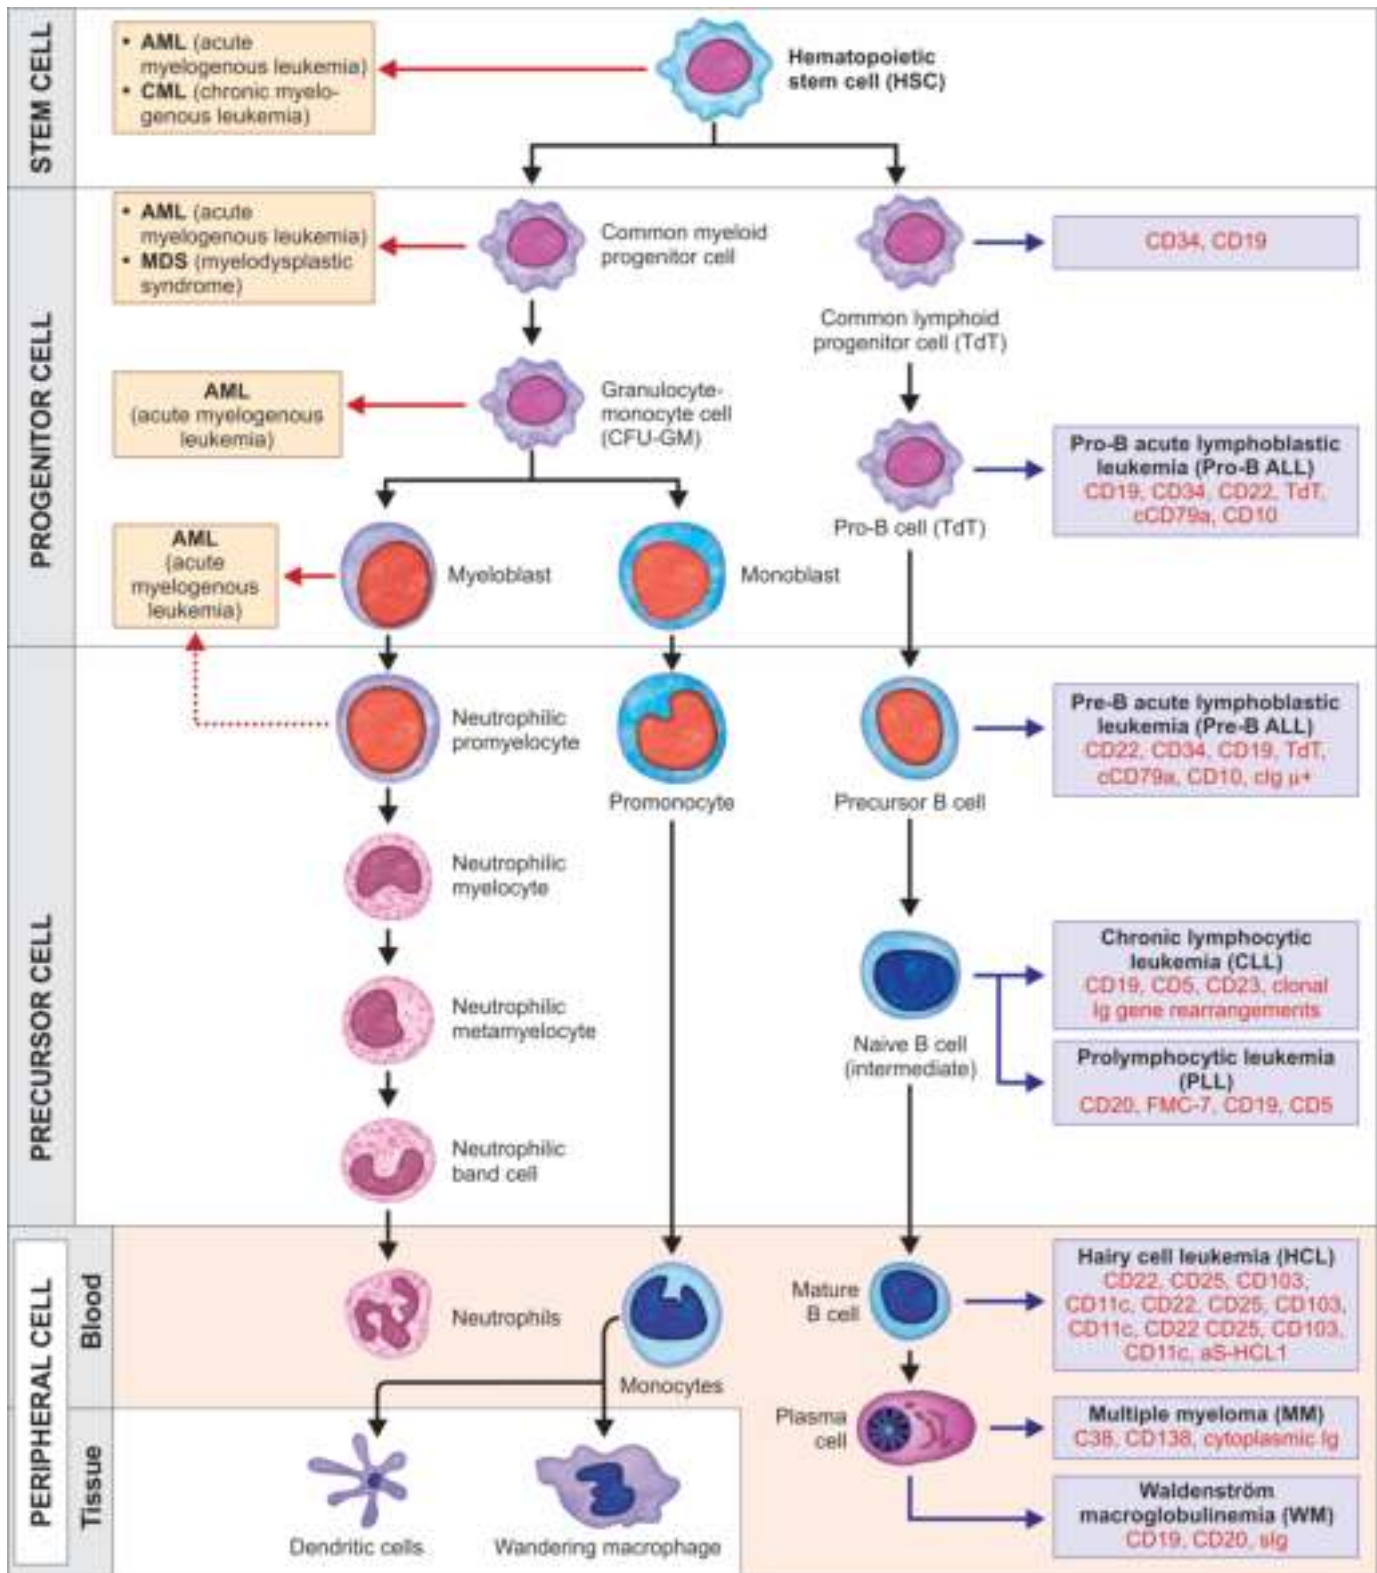 STEM CELL
• AML (acute
myelogenous leukemia)
• CML (chronic myelo-
genous leukemia)
Hematopoietic
stem cell (HSC)
PROGENITOR CELL
• AML (acute
myelogenous leukemia)
• MDS (myelodysplastic
syndrome)
Common myeloid
progenitor cell
CD34, CD19
Common lymphoid
progenitor cell (TdT)
AML
(acute myelogenous
leukemia)
Granulocyte-
monocyte cell
(CFU-GM)
Pro-B acute lymphoblastic
leukemia (Pro-B ALL)
CD19, CD34, CD22, TdT,
cCD79a, CD10
Pro-B cell (TdT)
AML
(acute
myelogenous
leukemia)
Myeloblast
Monoblast
PRECURSOR CELL
Neutrophilic
promyelocyte
Promonocyte
Precursor B cell
Pre-B acute lymphoblastic
leukemia (Pre-B ALL)
CD22, CD34, CD19, TdT,
cCD79a, CD10, cIg µ+
Neutrophilic
myelocyte
Chronic lymphocytic
leukemia (CLL)
CD19, CD5, CD23, clonal
Ig gene rearrangements
Neutrophilic
metamyelocyte
Naive B cell
(intermediate)
Prolymphocytic leukemia
(PLL)
CD20, FMC-7, CD19, CD5
Neutrophilic
band cell
PERIPHERAL CELL
Blood
Neutrophils
Monocytes
Mature
B cell
Hairy cell leukemia (HCL)
CD22, CD25, CD103,
CD11c, CD22, CD25, CD103,
CD11c, CD22 CD25, CD103,
CD11c, aS-HCL1
Tissue
Plasma
cell
Multiple myeloma (MM)
C38, CD138, cytoplasmic Ig
Waldenström
macroglobulinemia (WM)
CD19, CD20, sIg
Dendritic cells
Wandering macrophage